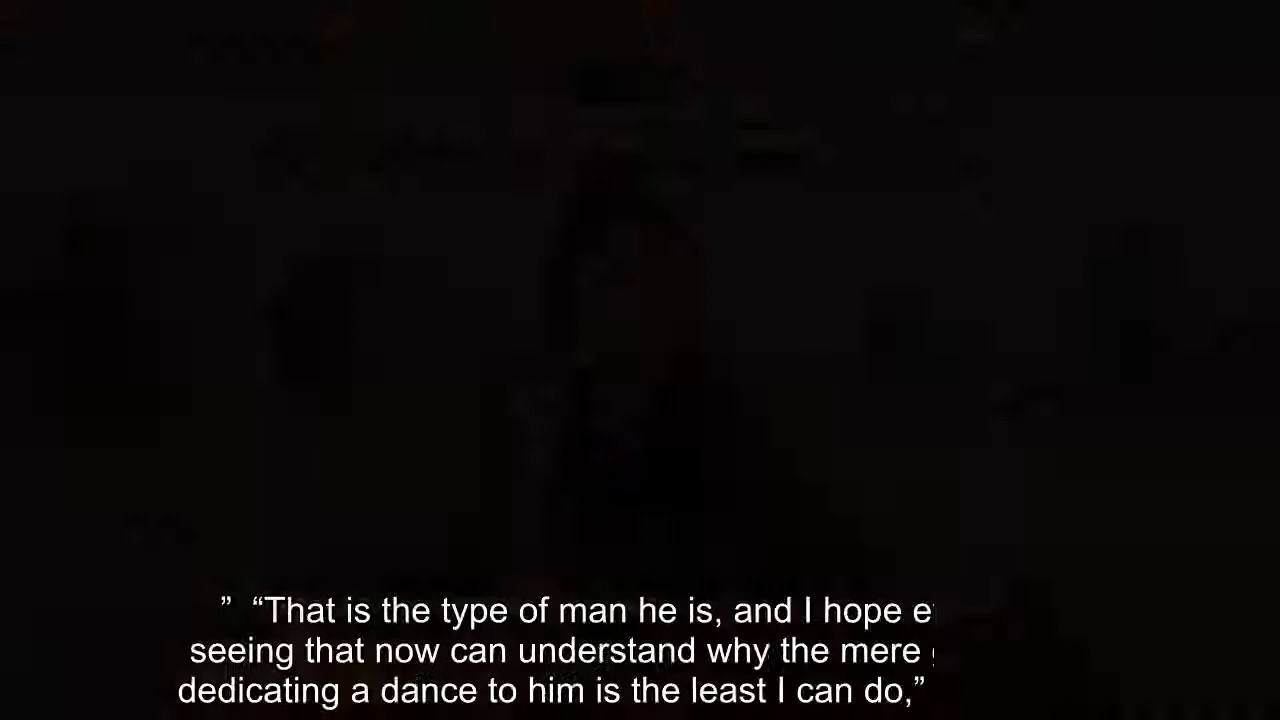 ” “That is the type of man he is, and I hope
seeing that now can understand why the mere
dedicating a dance to him is the least I can do,”